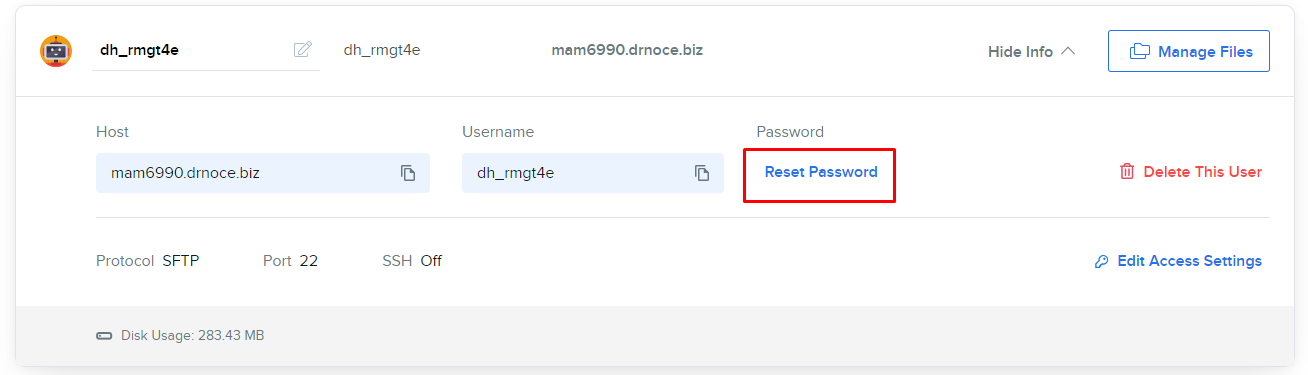 dh_rmgt4e dh_rmgt4e mam6990.drnoce.biz Hide Info Manage Files
Host Username Password
mam6990.drnoce.biz dh_rmgt4e Reset Password Delete This User
Protocol SFTP Port 22 SSH Off Edit Access Settings
Disk Usage: 283.43 MB